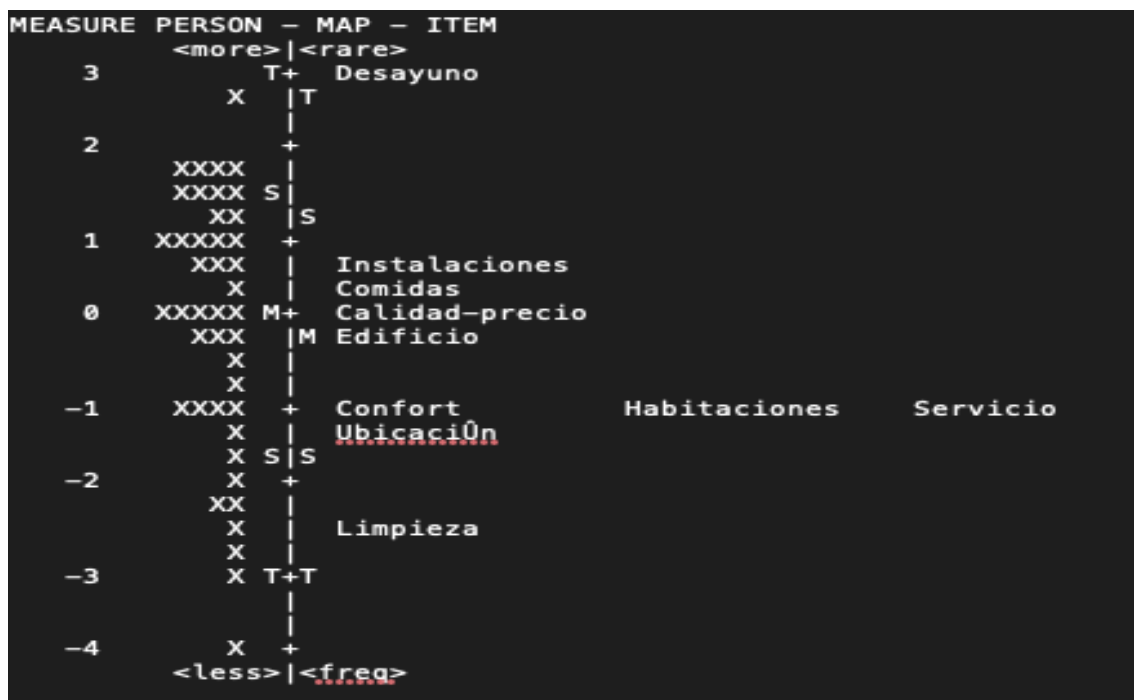 MEASURE PERSON - MAP - ITEM
<more>|<rare>
3 T+ Desayuno
X |T
|
2 +
XXXX |
XXXX S|
XX |S
1 XXXXX +
XXX | Instalaciones
X | Comidas
0 XXXXX M+ Calidad-precio
XXX |M Edificio
X |
X |
-1 XXXX + Confort Habitaciones Servicio
X | UbicaciÛn
X S|S
-2 X +
XX |
X | Limpieza
X |
-3 X T+T
|
|
-4 X +
<less>|<freq>